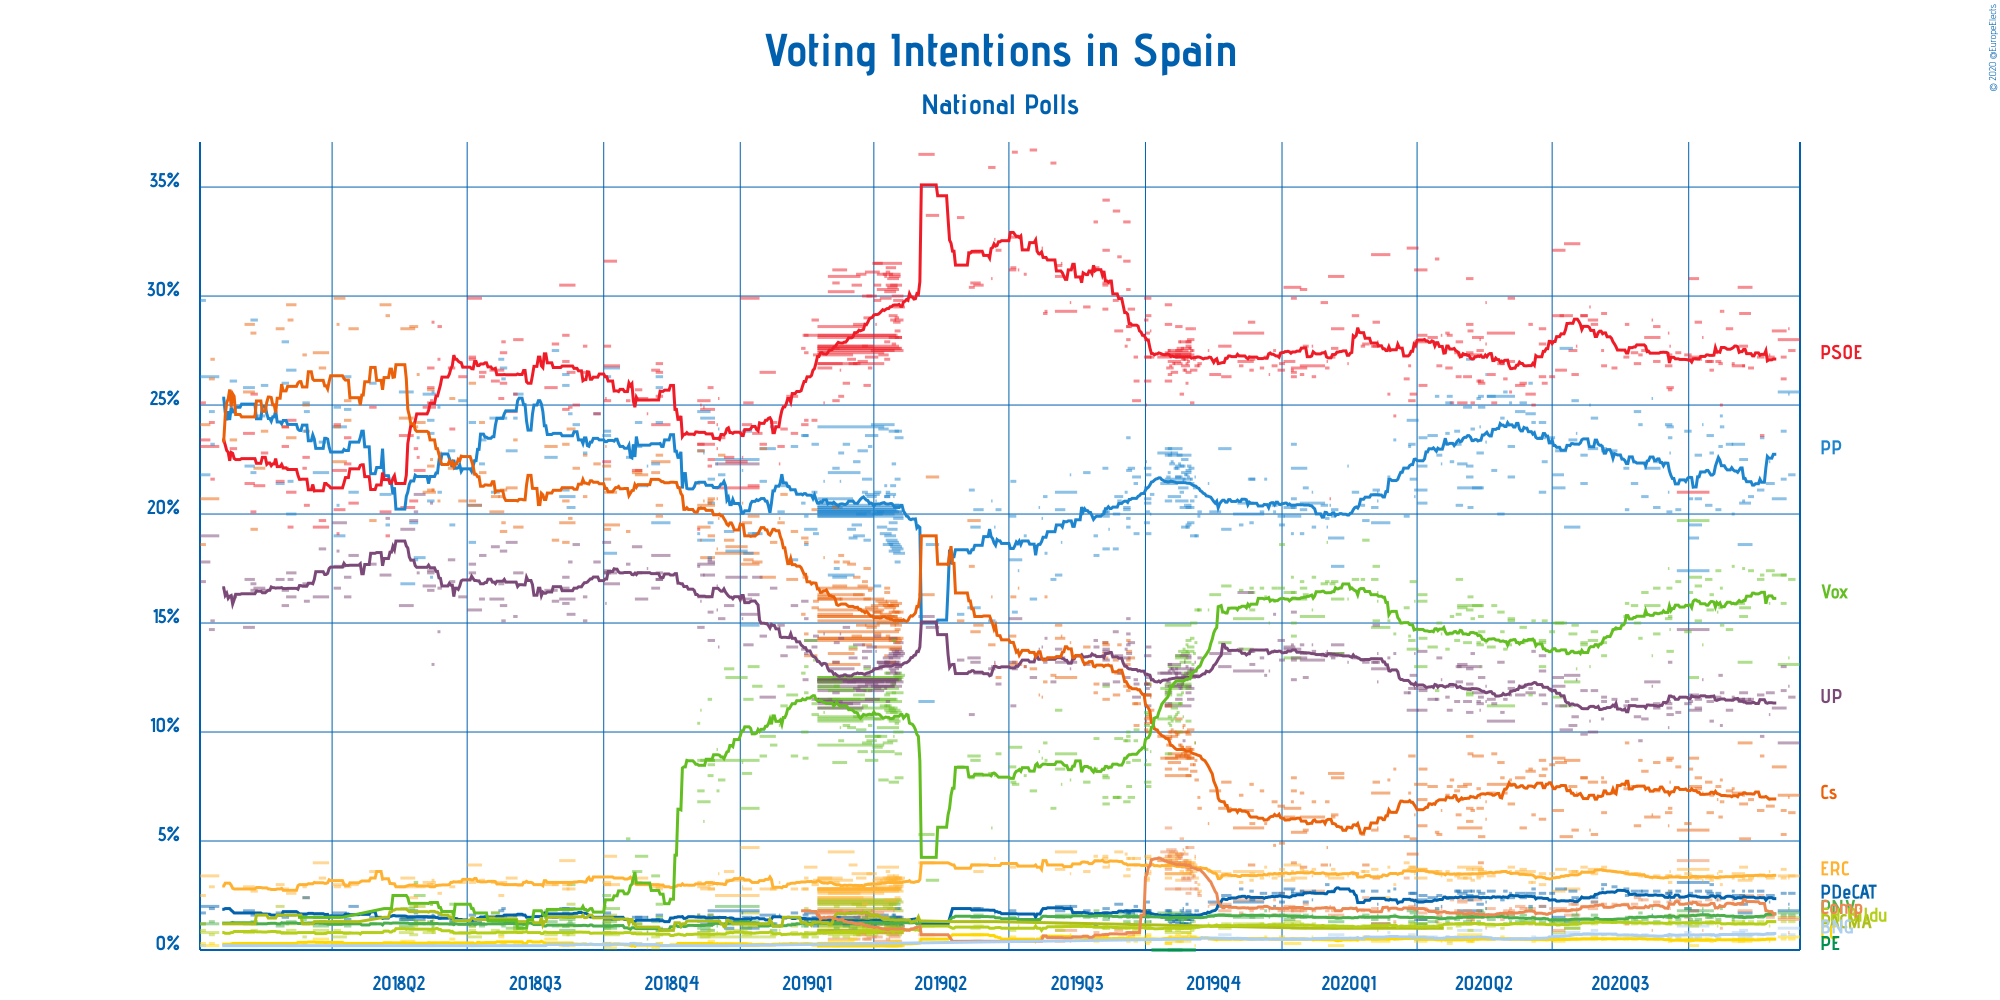 © 2020 @EuropeElects
Voting Intentions in Spain
National Polls
35%
30%
25%
20%
15%
10%
5%
0%
PSOE
PP
Vox
UP
Cs
ERC
PDeCAT
PE
2018Q2
2018Q3
2018Q4
2019Q1
2019Q2
2019Q3
2019Q4
2020Q1
2020Q2
2020Q3